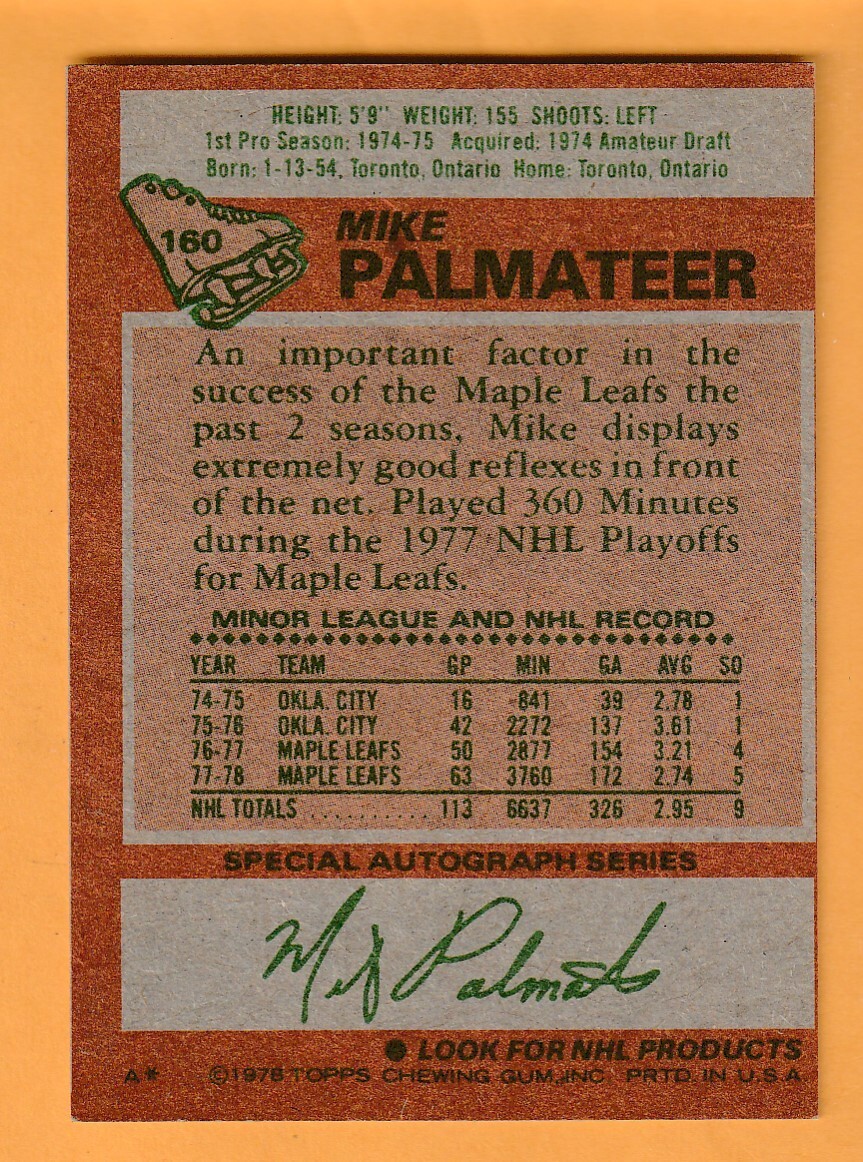 HEIGHT: 5'9" WEIGHT: 155 SHOOTS: LEFT
1st Pro Season: 1974-75 Acquired: 1974 Amateur Draft
Born: 1-13-54, Toronto, Ontario Home: Toronto, Ontario
160
MIKE
PALMATEER
An important factor in the
success of the Maple Leafs the
past 2 seasons, Mike displays
extremely good reflexes in front
of the net. Played 360 Minutes
during the 1977 NHL Playoffs
for Maple Leafs.
MINOR LEAGUE AND NHL RECORD
YEAR TEAM GP MIN GA AVG SO
74-75 OKLA. CITY 16 841 39 2.78 1
75-76 OKLA. CITY 42 2272 137 3.61 1
76-77 MAPLE LEAFS 50 2877 154 3.21 4
77-78 MAPLE LEAFS 63 3760 172 2.74 5
NHL TOTALS .......... 113 6637 326 2.95 9
SPECIAL AUTOGRAPH SERIES
Mike Palmateer
LOOK FOR NHL PRODUCTS
A* ©1978 TOPPS CHEWING GUM, INC PRTD. IN U.S.A